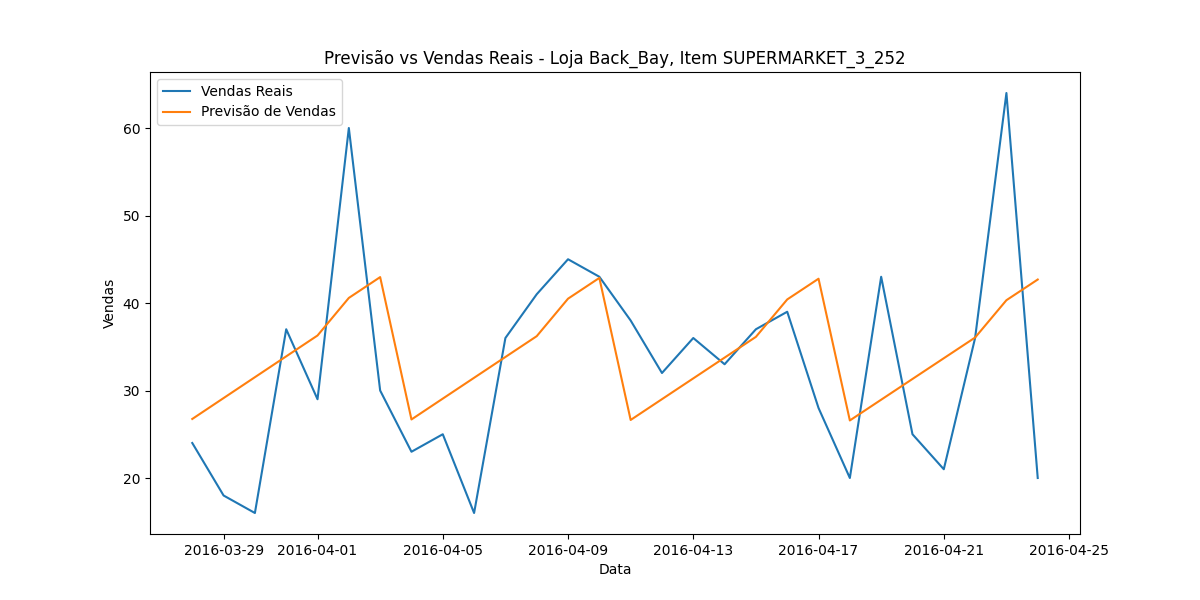 Previsão vs Vendas Reais - Loja Back_Bay, Item SUPERMARKET_3_252
Vendas Reais
Previsão de Vendas
60
50
40
30
20
Vendas
2016-03-29 2016-04-01 2016-04-05 2016-04-09 2016-04-13 2016-04-17 2016-04-21 2016-04-25
Data